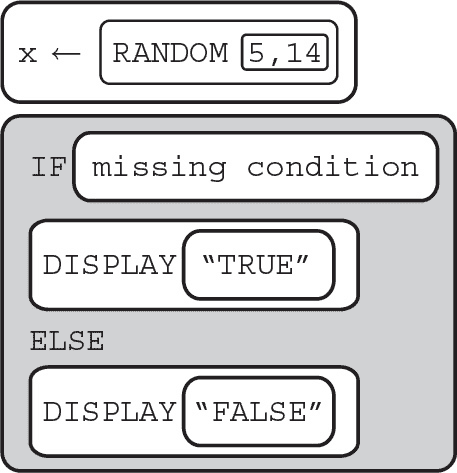 x ← RANDOM 5,14
IF missing condition
DISPLAY “TRUE”
ELSE
DISPLAY “FALSE”